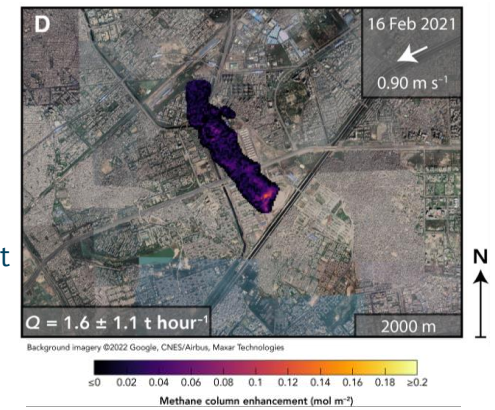 D
16 Feb 2021
0.90 m s⁻¹
t
N
Q = 1.6 ± 1.1 t hour⁻¹
2000 m
Background imagery ©2022 Google, CNES/Airbus, Maxar Technologies
≤0 0.02 0.04 0.06 0.08 0.1 0.12 0.14 0.16 0.18 ≥0.2
Methane column enhancement (mol m⁻²)